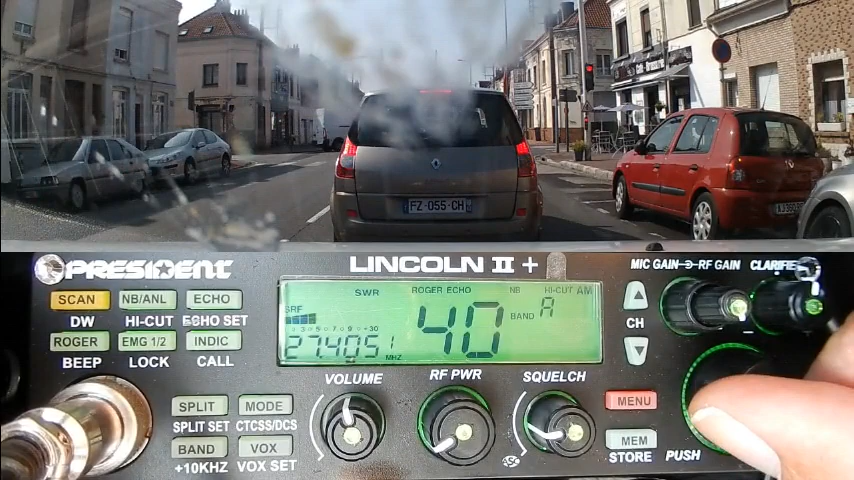 FZ-055-CH
PRESIDENT
LINCOLN II +
MIC GAIN
RF GAIN
CLARIFIER
SCAN
NB/ANL
ECHO
DW
HI-CUT
ECHO SET
ROGER
EMG 1/2
INDIC
BEEP
LOCK
CALL
SWR
ROGER ECHO
NB
HI-CUT AM
SRF
40
BAND A
27.4051 MHZ
CH
VOLUME
RF PWR
SQUELCH
SPLIT
MODE
SPLIT SET
CTCSS/DCS
BAND
VOX
+10KHZ
VOX SET
ASC
MENU
MEM
STORE
PUSH